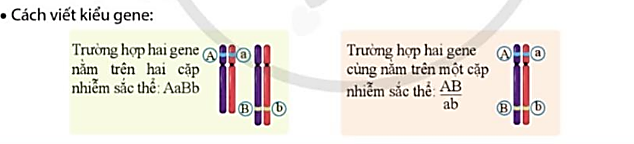 • Cách viết kiểu gene:
Trường hợp hai gene
nằm trên hai cặp
nhiễm sắc thể: AaBb
A a
B b
Trường hợp hai gene
cùng nằm trên một cặp
nhiễm sắc thể: AB
ab
A a
B b